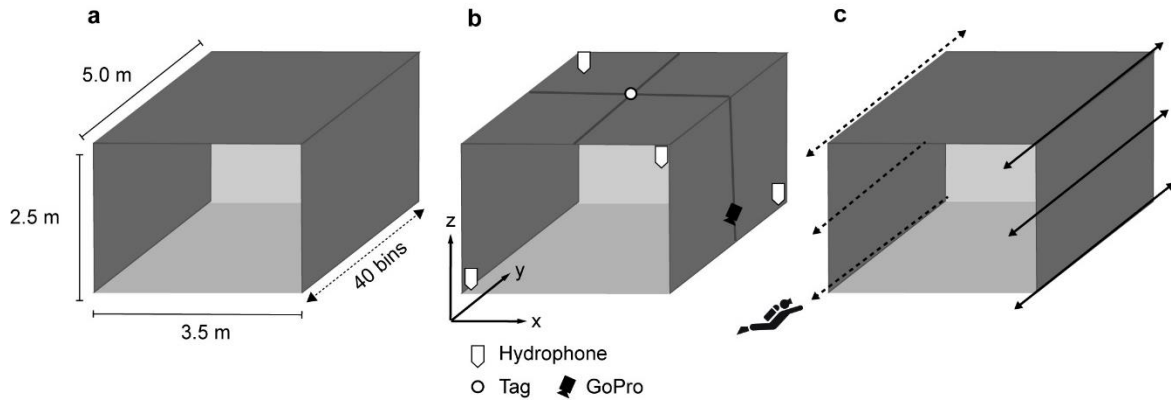 a
5.0 m
2.5 m
40 bins
3.5 m
b
z
y
x
Hydrophone
Tag
GoPro
c